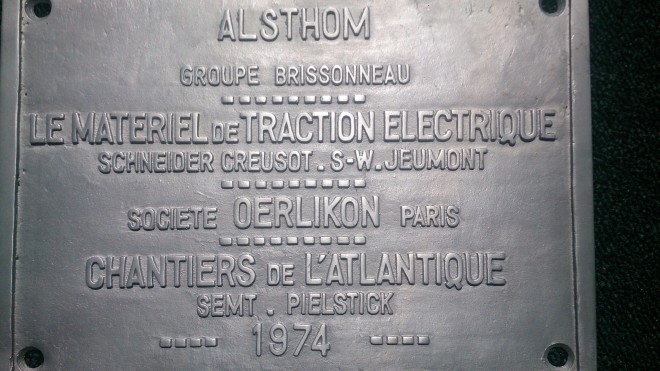 ALSTHOM
GROUPE BRISSONNEAU
LE MATERIEL DE TRACTION ELECTRIQUE
SCHNEIDER CREUSOT. S-W. JEUMONT
SOCIETE OERLIKON PARIS
CHANTIERS DE L'ATLANTIQUE
SEMT. PIELSTICK
1974